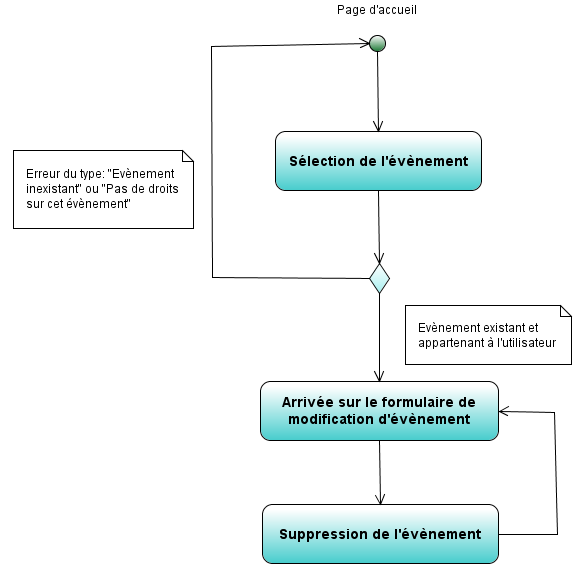 Page d'accueil
Sélection de l'évènement
Erreur du type: "Evènement
inexistant" ou "Pas de droits
sur cet évènement"
Evènement existant et
appartenant à l'utilisateur
Arrivée sur le formulaire de
modification d'évènement
Suppression de l'évènement